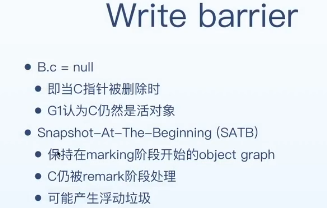 Write barrier
B.c = null
即当C指针被删除时
G1认为C仍然是活对象
Snapshot-At-The-Beginning (SATB)
保持在marking阶段开始的object graph
C仍被remark阶段处理
可能产生浮动垃圾